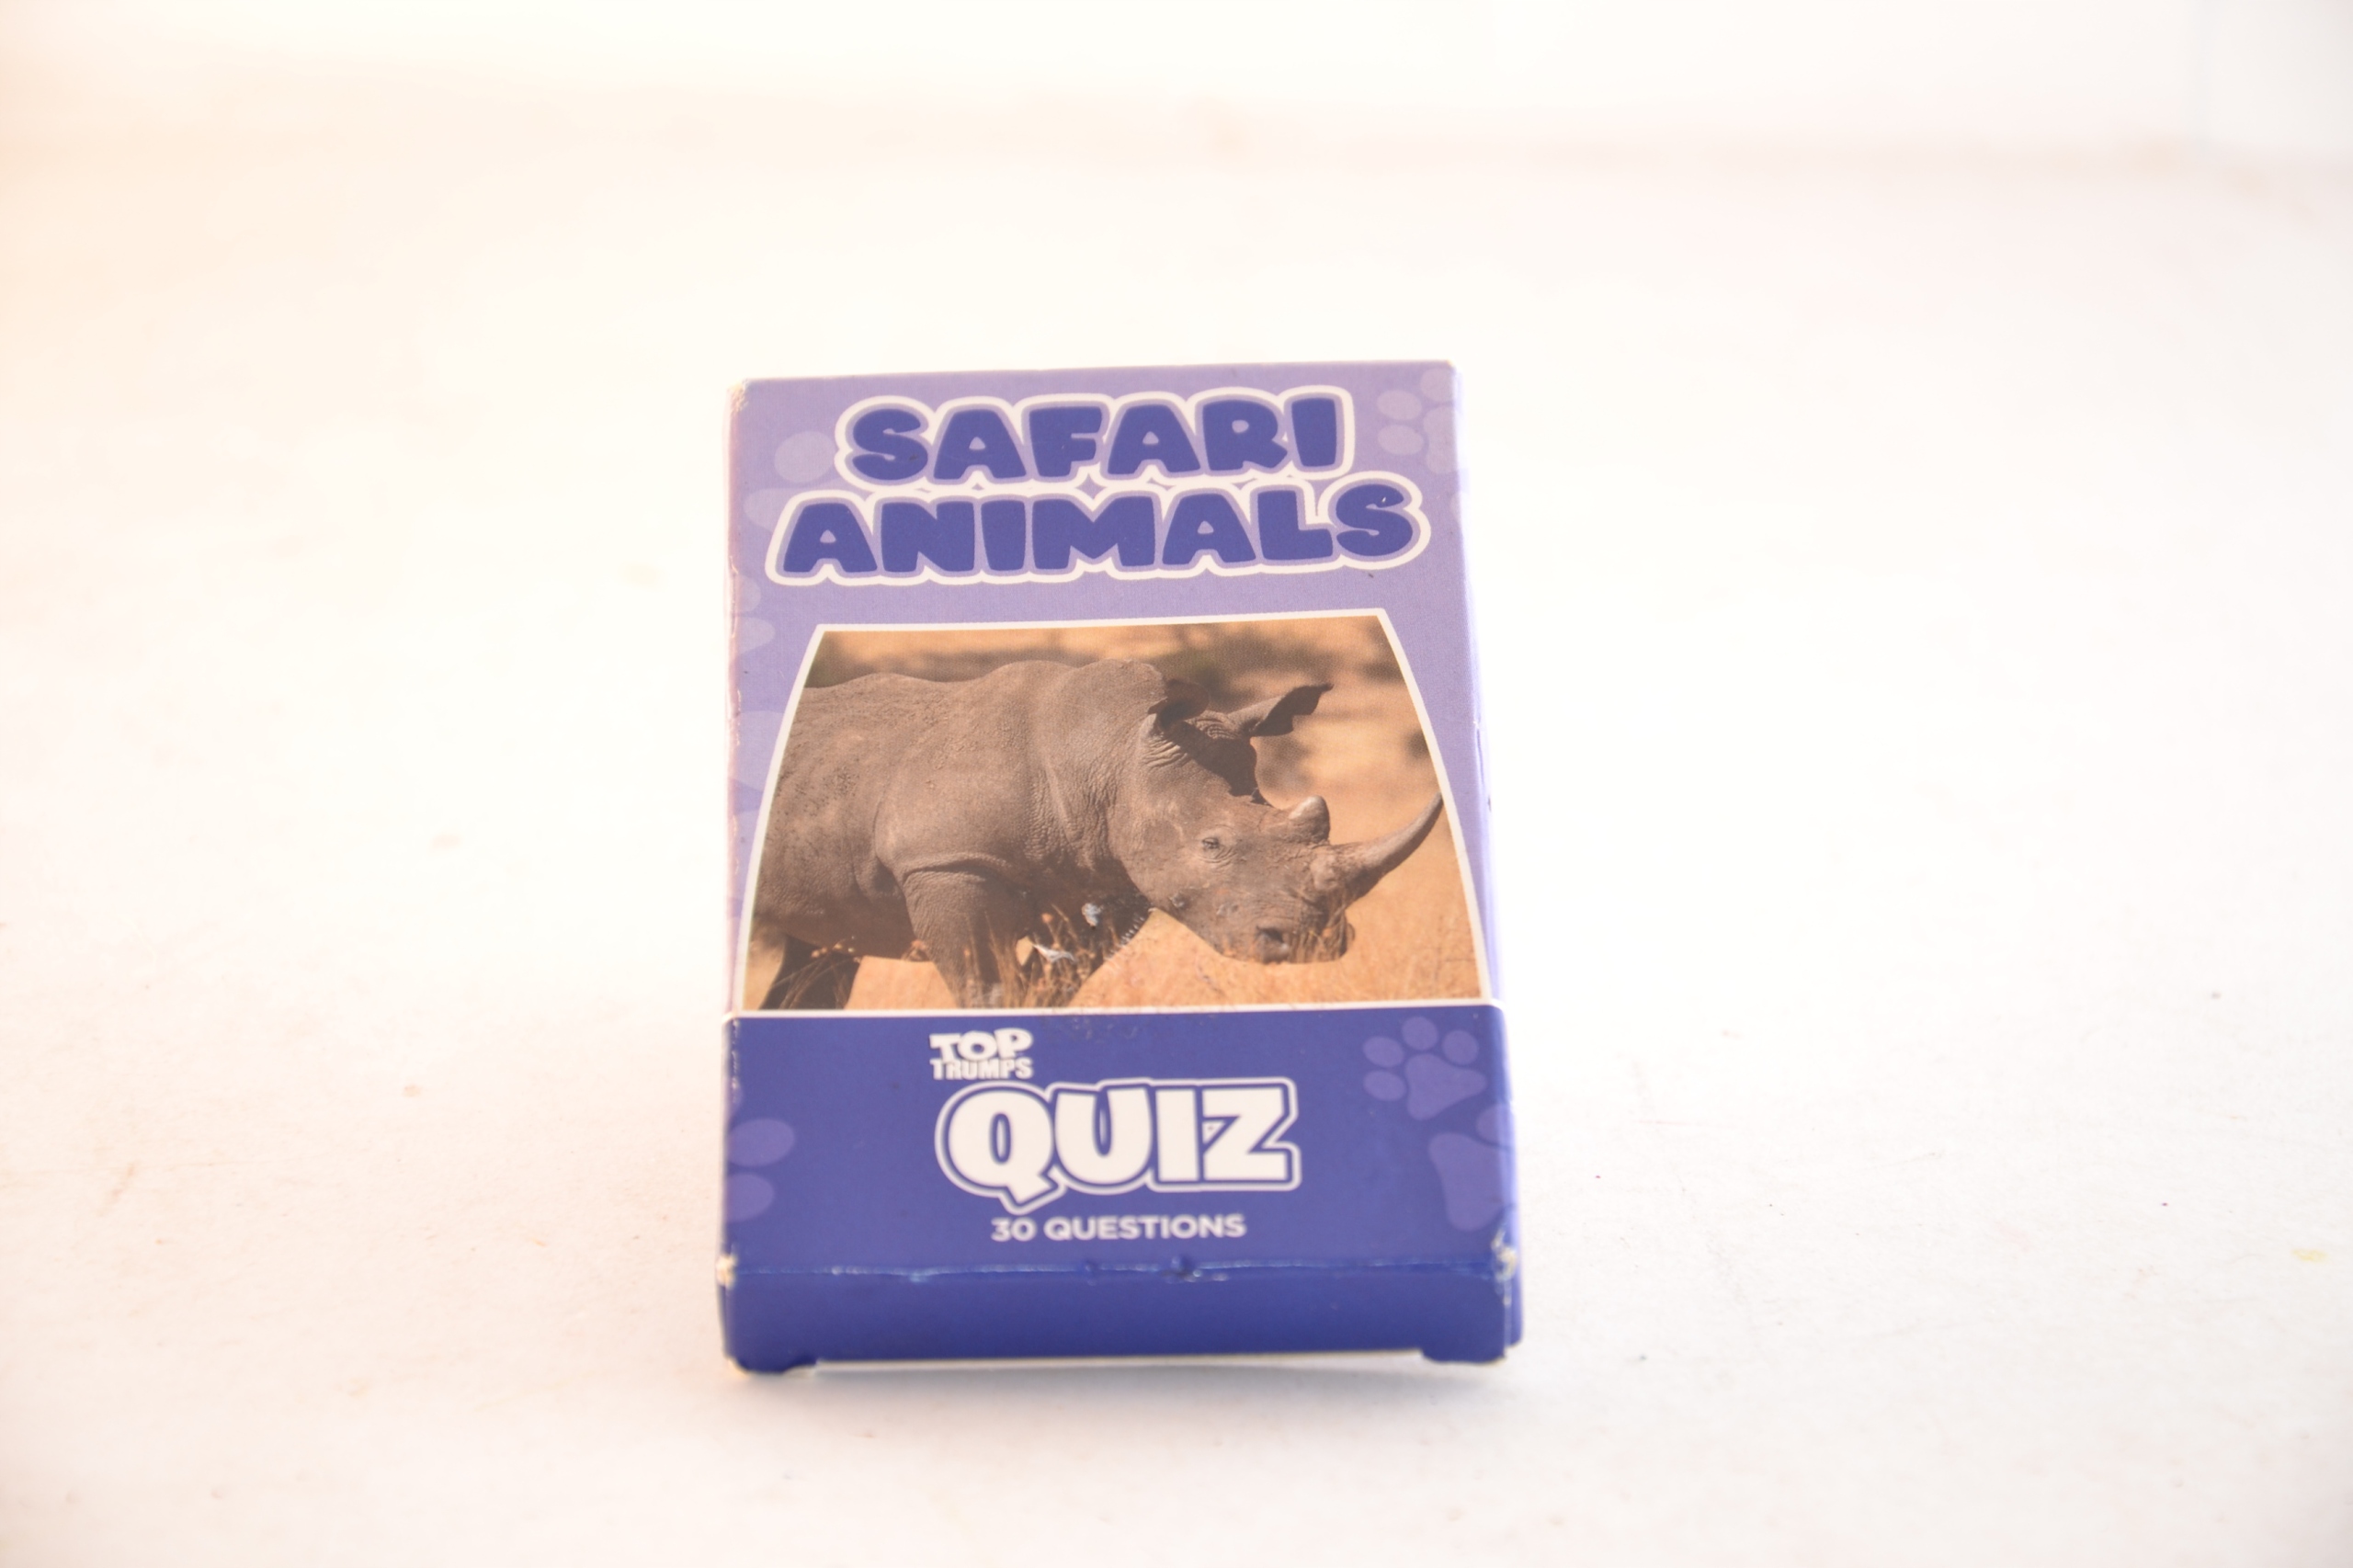 SAFARI
ANIMALS
TOP
TRUMPS
QUIZ
30 QUESTIONS